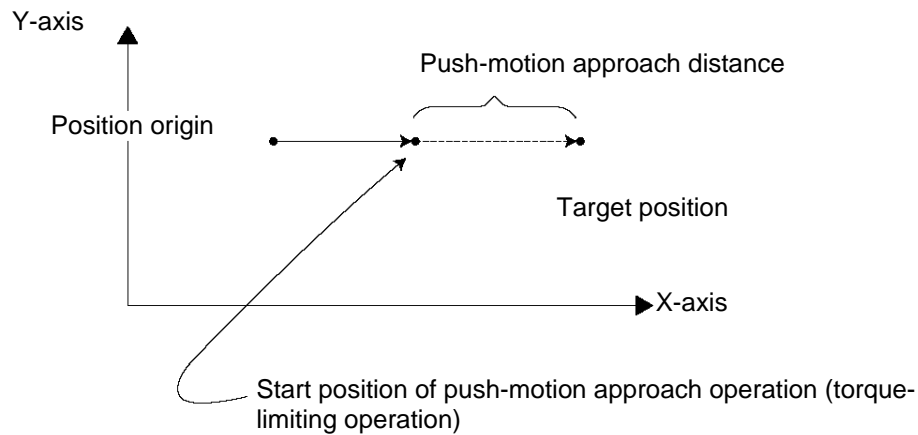 Y-axis
Push-motion approach distance
Position origin
Target position
X-axis
Start position of push-motion approach operation (torque-
limiting operation)